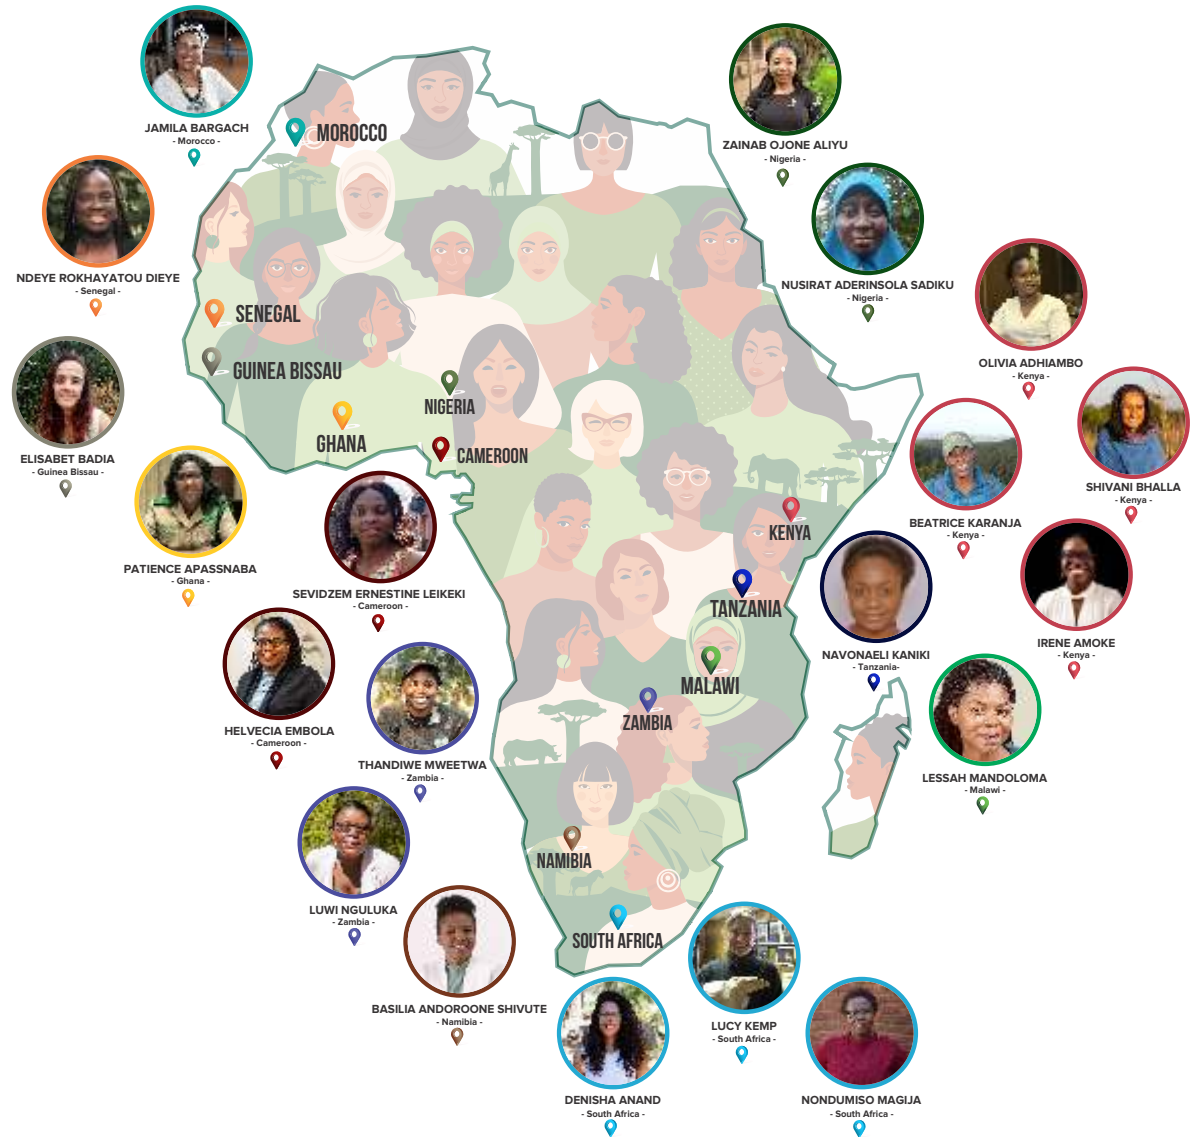 JAMILA BARGACH
- Morocco -
ZAINAB OJONE ALIYU
- Nigeria -
MOROCCO
NDEYE ROKHAYATOU DIEYE
- Senegal -
NUSIRAT ADERINSOLA SADIKU
- Nigeria -
SENEGAL
GUINEA BISSAU
OLIVIA ADHIAMBO
- Kenya -
NIGERIA
GHANA
CAMEROON
ELISABET BADIA
- Guinea Bissau -
SHIVANI BHALLA
- Kenya -
BEATRICE KARANJA
- Kenya -
KENYA
PATIENCE APASSNABA
- Ghana -
SEVIDZEM ERNESTINE LEIKEKI
- Cameroon -
TANZANIA
IRENE AMOKE
- Kenya -
NAVONAELI KANIKI
- Tanzania-
MALAWI
ZAMBIA
HELVECIA EMBOLA
- Cameroon -
THANDIWE MWEETWA
- Zambia -
LESSAH MANDOLOMA
- Malawi -
NAMIBIA
LUWI NGULUKA
- Zambia -
SOUTH AFRICA
BASILIA ANDOROONE SHIVUTE
- Namibia -
LUCY KEMP
- South Africa -
DENISHA ANAND
- South Africa -
NONDUMISO MAGIJA
- South Africa -